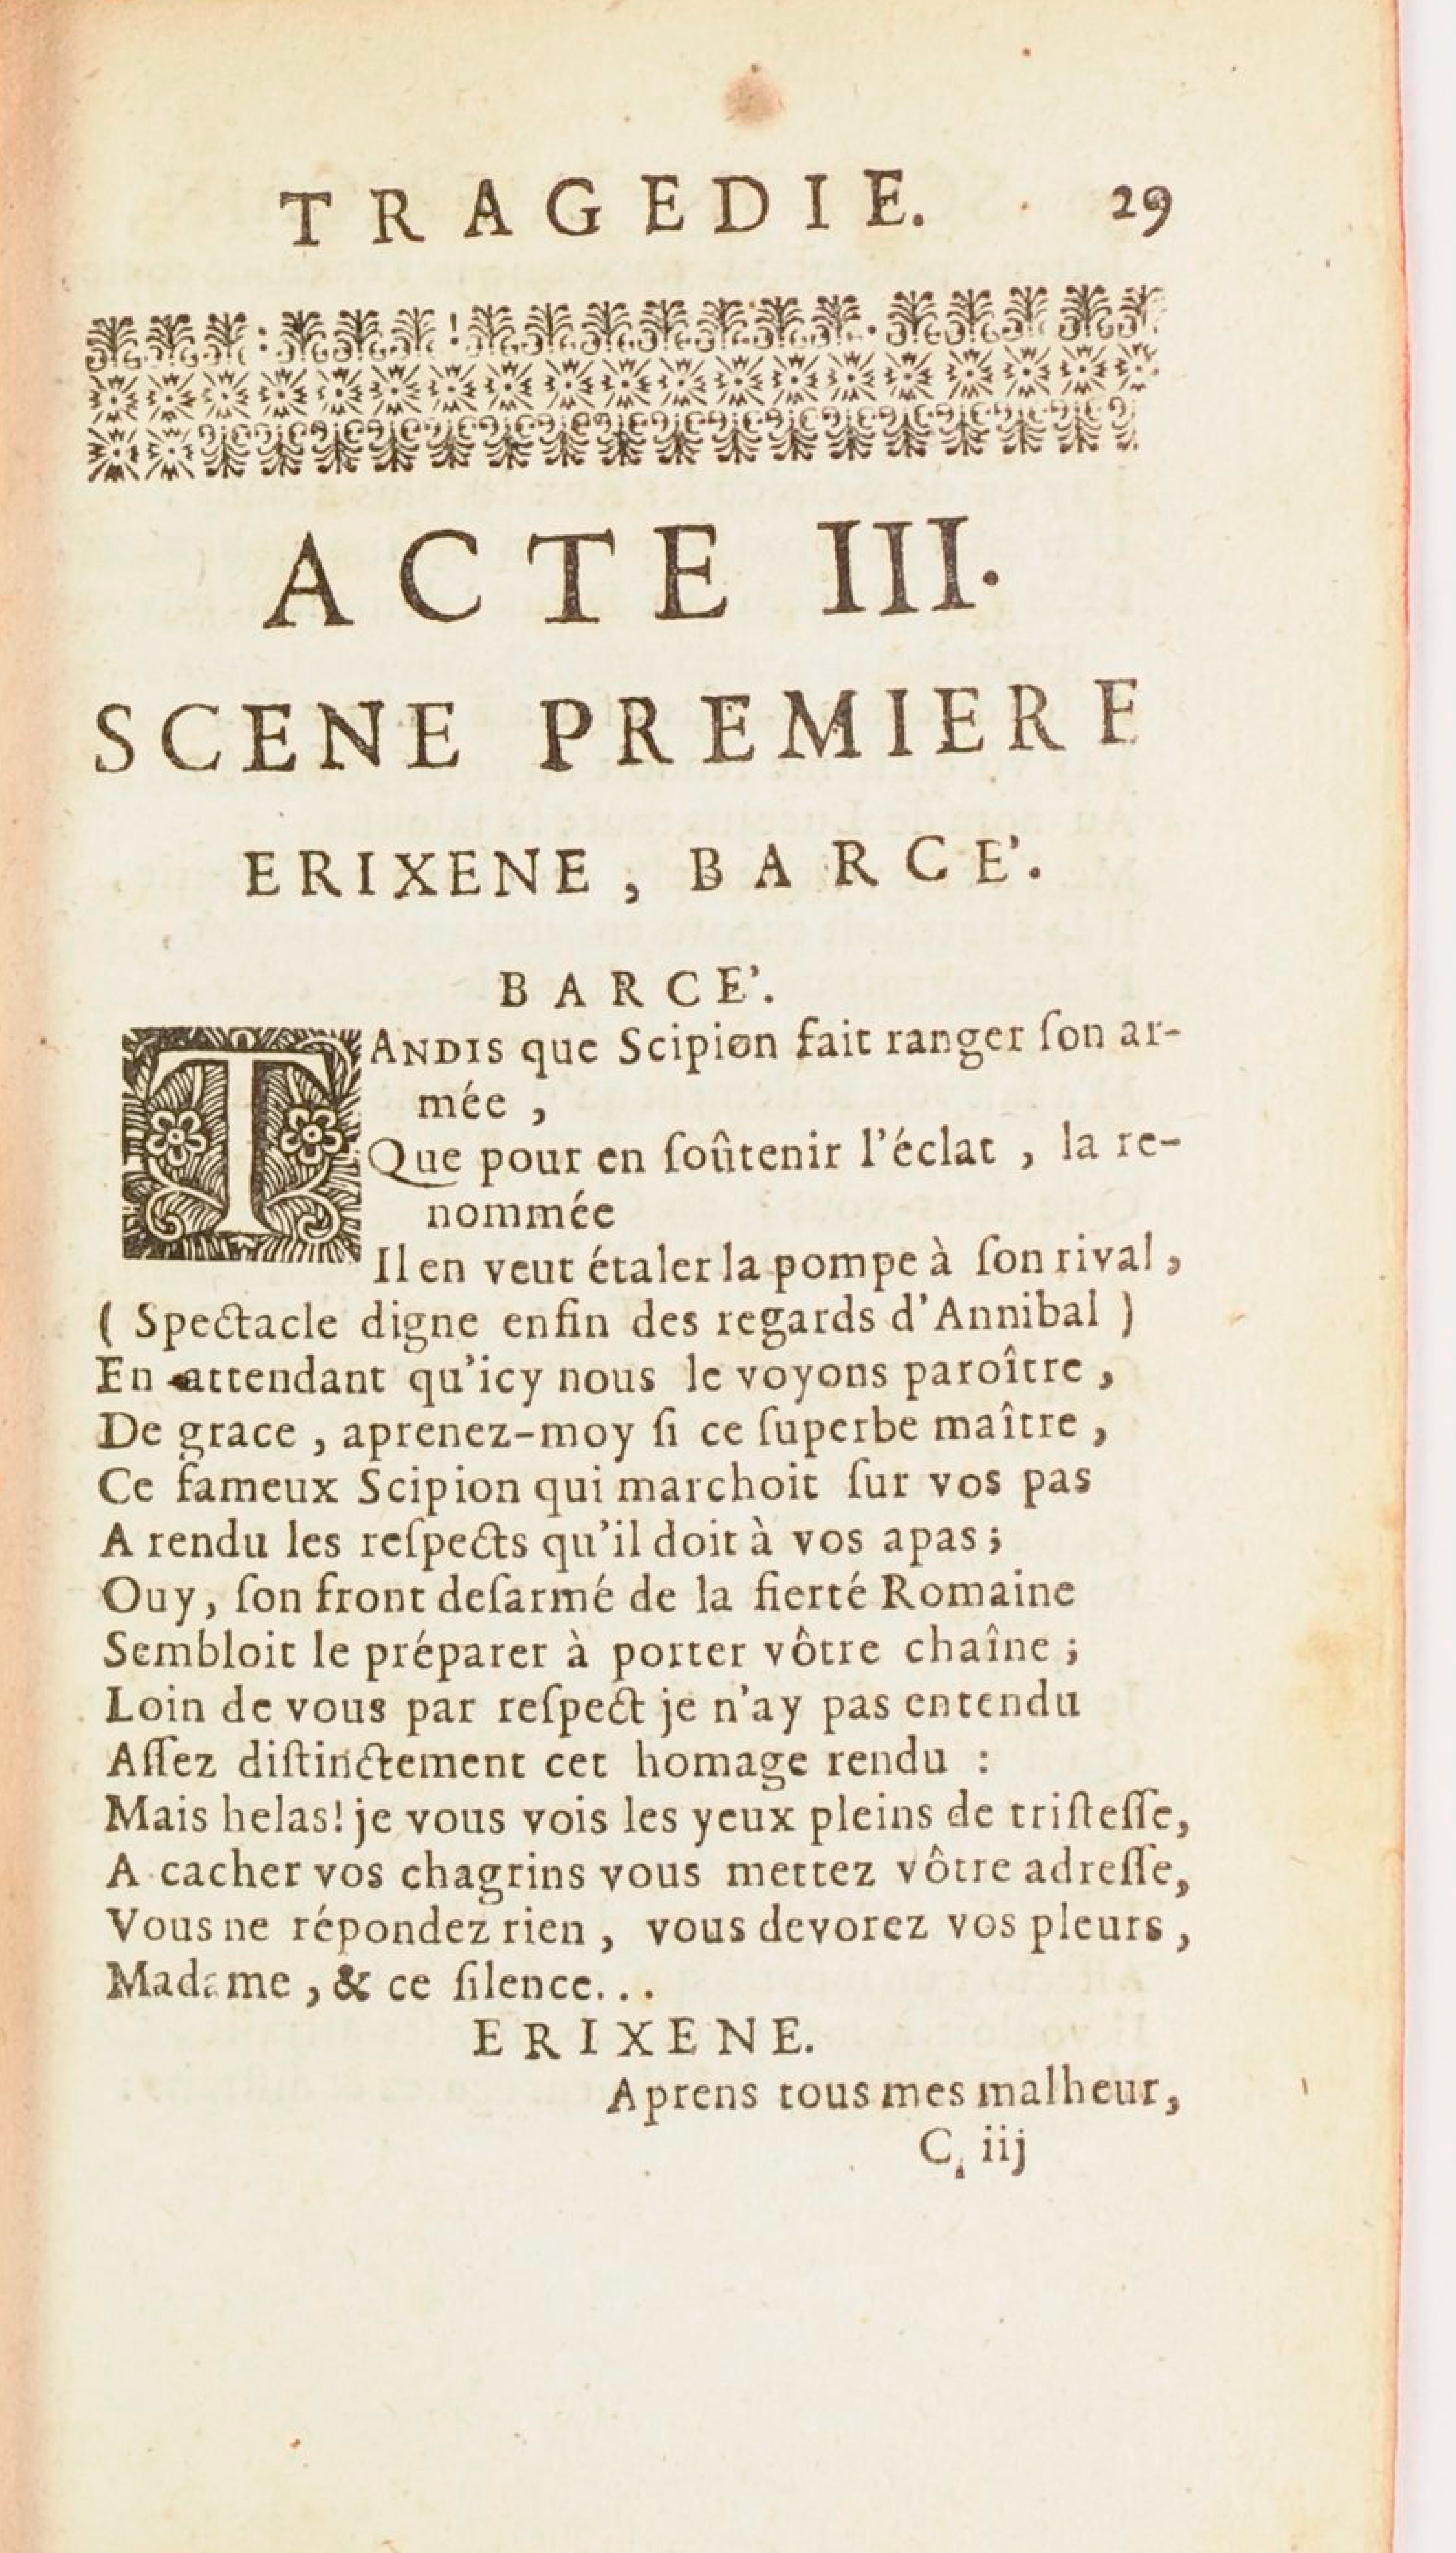 TRAGEDIE. 29
ACTE III.
SCENE PREMIERE
ERIXENE, BARCE'.
BARCE'.
TANDIS que Scipion fait ranger ſon ar-
mée ,
Que pour en ſoûtenir l'éclat , la re-
nommée
Il en veut étaler la pompe à ſon rival ,
( Spectacle digne enfin des regards d'Annibal )
En attendant qu'icy nous le voyons paroître ,
De grace , aprenez-moy ſi ce ſuperbe maître ,
Ce fameux Scipion qui marchoit ſur vos pas
A rendu les reſpects qu'il doit à vos apas ;
Ouy, ſon front deſarmé de la fierté Romaine
Sembloit le préparer à porter vôtre chaîne ;
Loin de vous par reſpect je n'ay pas entendu
Aſſez diſtinctement cet homage rendu :
Mais helas! je vous vois les yeux pleins de triſteſſe,
A cacher vos chagrins vous mettez vôtre adreſſe,
Vous ne répondez rien , vous devorez vos pleurs ,
Madame , & ce ſilence...
ERIXENE.
Aprens tous mes malheur,
C iij